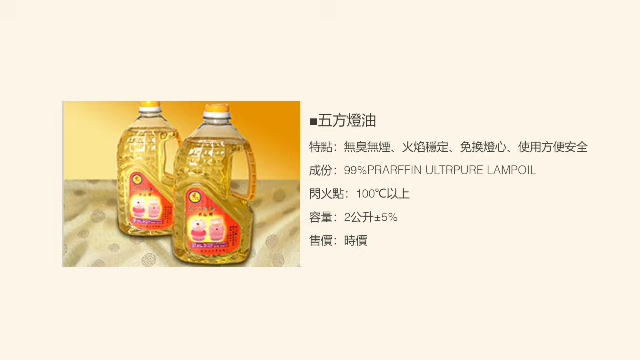 ■五方燈油
特點：無臭無煙、火焰穩定、免換燈心、使用方便安全
成份：99%PRARFFIN ULTRPURE LAMPOIL
閃火點：100℃以上
容量：2公升±5%
售價：時價